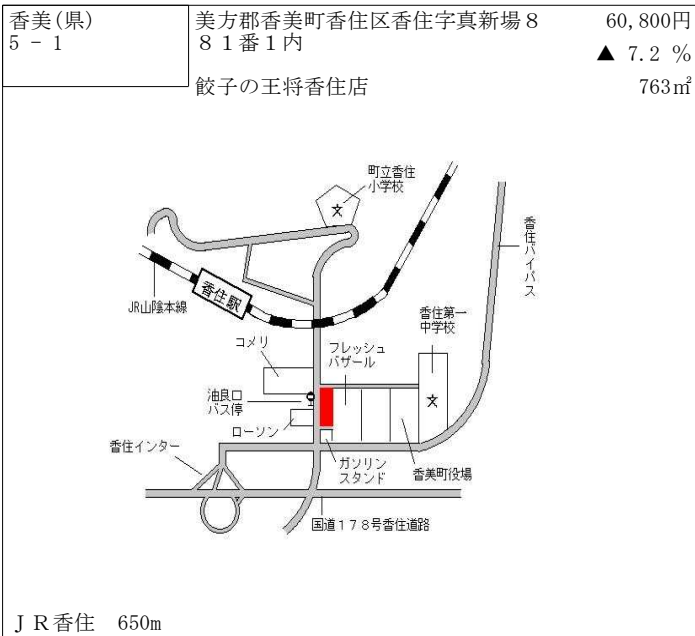 香美(県)
5 - 1
美方郡香美町香住区香住字真新場8
81番1内
餃子の王将香住店
60,800円
▲ 7.2 %
763㎡
町立香住
小学校
文
香住バイパス
香住駅
JR山陰本線
香住第一
中学校
コメリ
フレッシュ
バザール
文
油良口
バス停
ローソン
香住インター
ガソリン
スタンド
香美町役場
国道178号香住道路
JR香住 650m